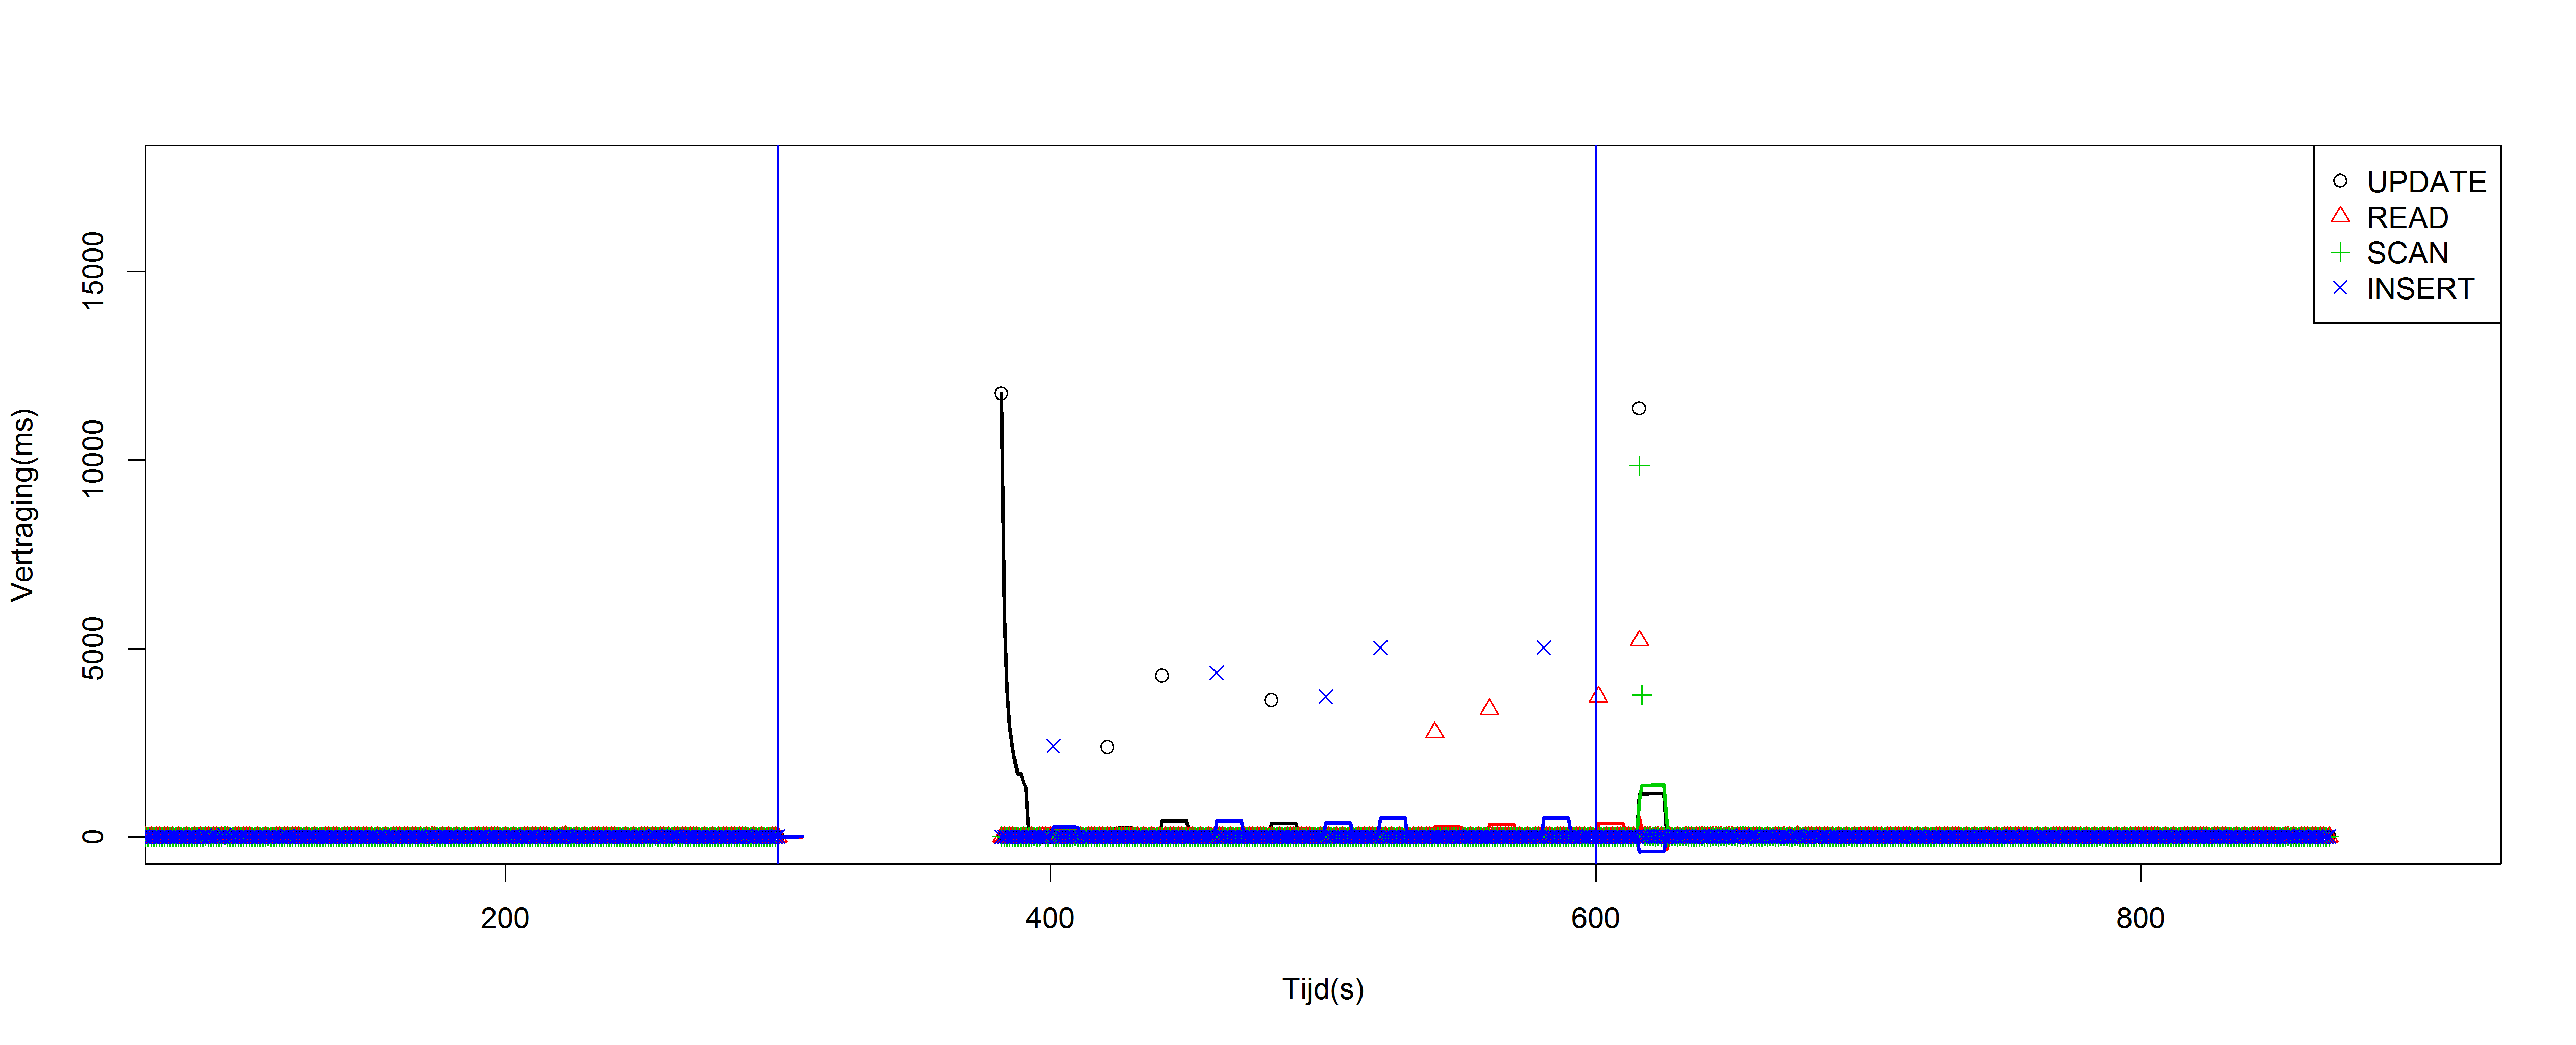 UPDATE
READ
SCAN
INSERT
15000
10000
5000
0
Vertraging(ms)
200
400
600
800
Tijd(s)